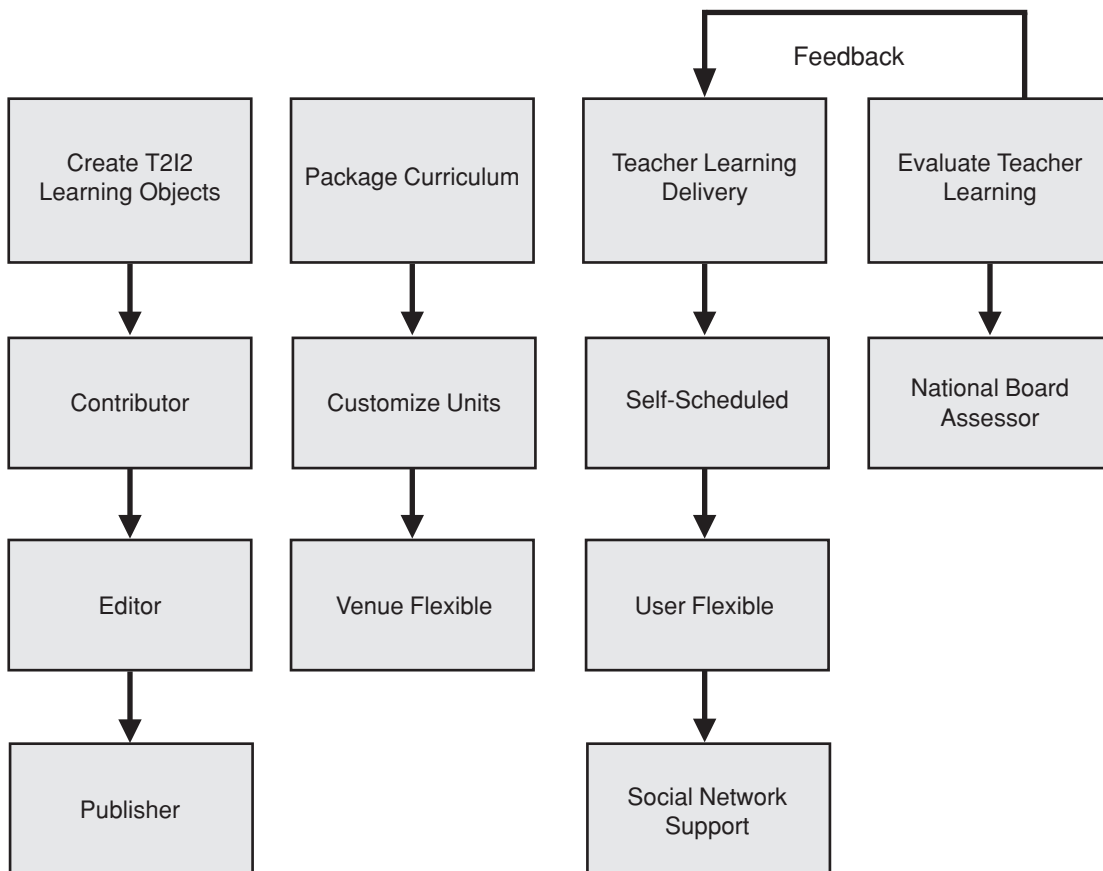 Feedback
Create T2I2
Learning Objects
Package Curriculum
Teacher Learning
Delivery
Evaluate Teacher
Learning
Contributor
Customize Units
Self-Scheduled
National Board
Assessor
Editor
Venue Flexible
User Flexible
Publisher
Social Network
Support